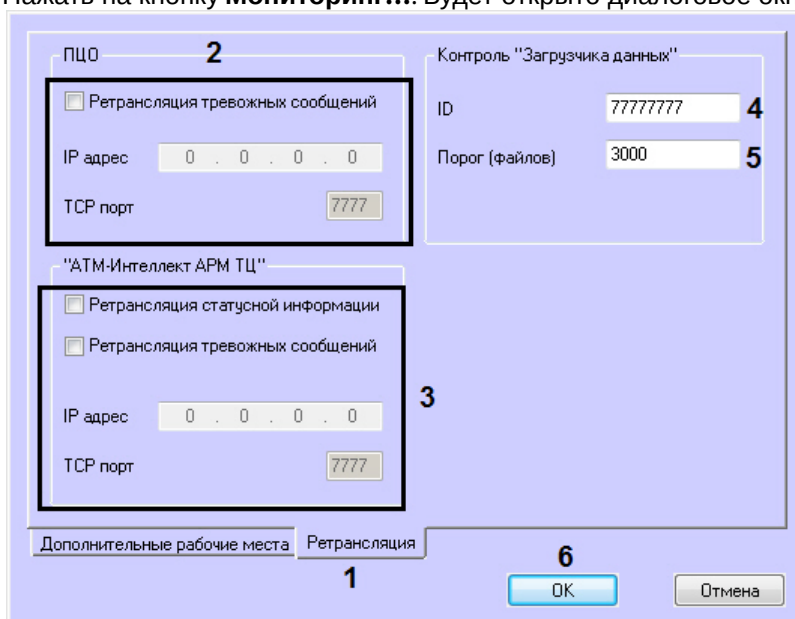 Нажать на кнопку Мониторинг.... Будет открыто диалоговое
ПЦО 2
Ретрансляция тревожных сообщений
IP адрес 0 . 0 . 0 . 0
TCP порт 7777
Контроль "Загрузчика данных"
ID 77777777 4
Порог (файлов) 3000 5
"АТМ-Интеллект АРМ ТЦ"
Ретрансляция статусной информации
Ретрансляция тревожных сообщений
3
IP адрес 0 . 0 . 0 . 0
TCP порт 7777
Дополнительные рабочие места Ретрансляция
1
6
OK Отмена